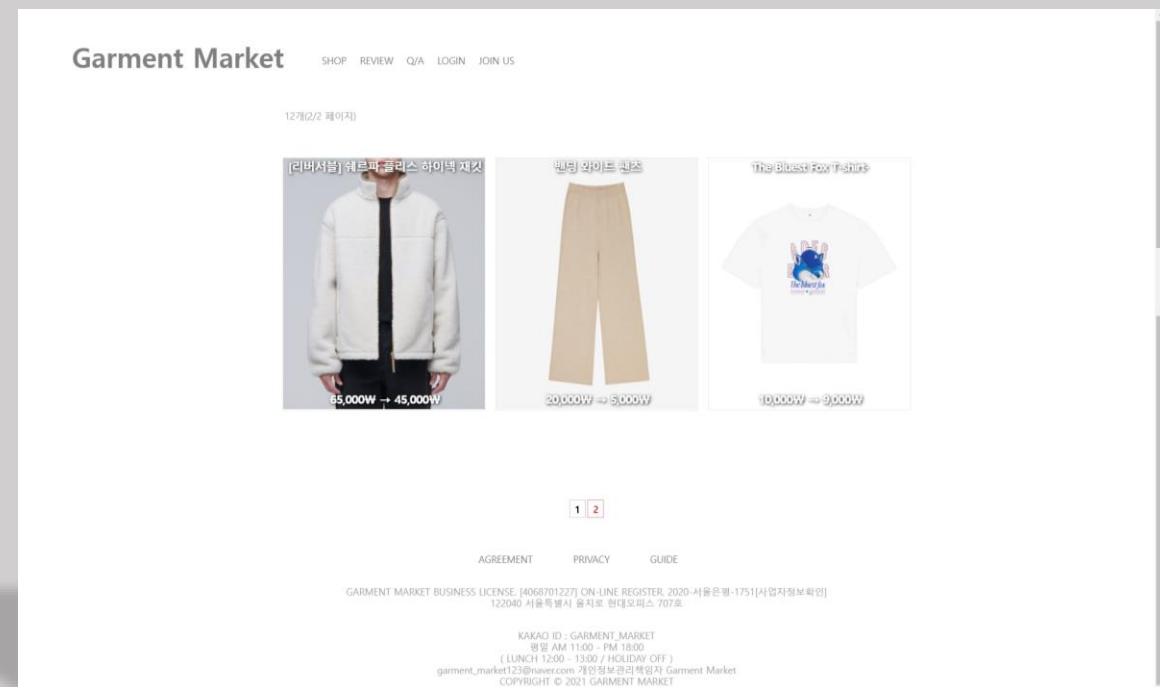 Garment Market
SHOP REVIEW Q/A LOGIN JOIN US
12개(2/2 페이지)
[리버서블] 쉐르파 플리스 하이넥 재킷
밴딩 와이드 팬츠
The Bluest Fox T-shirt
The bluest fox
65,000₩ → 45,000₩
20,000₩ → 5,000₩
10,000₩ → 9,000₩
1 2
AGREEMENT PRIVACY GUIDE
GARMENT MARKET BUSINESS LICENSE. [4068701227] ON-LINE REGISTER. 2020-서울은평-1751[사업자정보확인]
122040 서울특별시 을지로 현대오피스 707호
KAKAO ID : GARMENT_MARKET
평일 AM 11:00 - PM 18:00
( LUNCH 12:00 - 13:00 / HOLIDAY OFF )
garment_market123@naver.com 개인정보관리책임자 Garment Market
COPYRIGHT © 2021 GARMENT MARKET